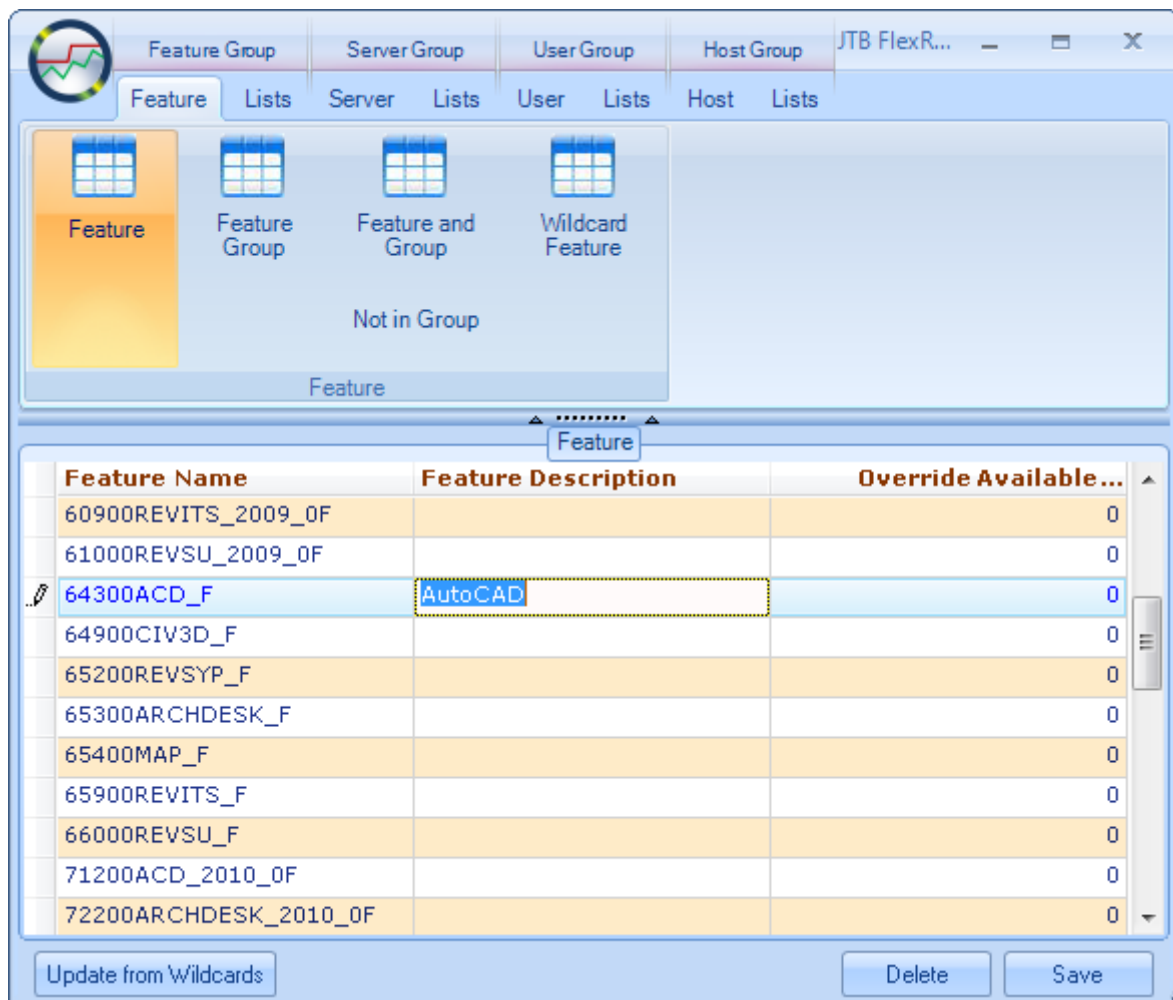 Feature Group Server Group User Group Host Group JTB FlexR...
Feature Lists Server Lists User Lists Host Lists
Feature
Feature Group
Feature and Group
Wildcard Feature
Not in Group
Feature
Feature
Feature Name Feature Description Override Available...
60900REVITS_2009_0F 0
61000REVSU_2009_0F 0
64300ACD_F AutoCAD 0
64900CIV3D_F 0
65200REVSYP_F 0
65300ARCHDESK_F 0
65400MAP_F 0
65900REVITS_F 0
66000REVSU_F 0
71200ACD_2010_0F 0
72200ARCHDESK_2010_0F 0
Update from Wildcards Delete Save